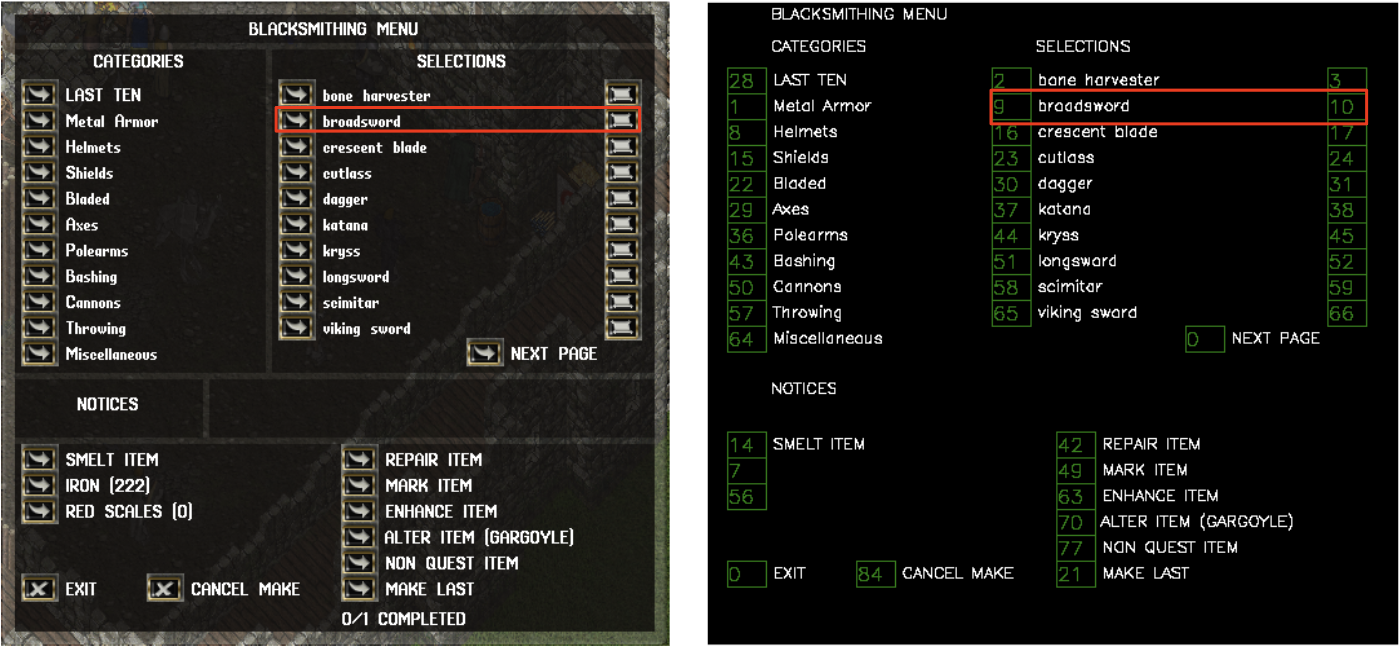 BLACKSMITHING MENU
CATEGORIES SELECTIONS
LAST TEN bone harvester
Metal Armor broadsword
Helmets crescent blade
Shields cutlass
Bladed dagger
Axes katana
Polearms kryss
Bashing longsword
Cannons scimitar
Throwing viking sword
Miscellaneous NEXT PAGE
NOTICES
SMELT ITEM REPAIR ITEM
IRON (222) MARK ITEM
RED SCALES (0) ENHANCE ITEM
ALTER ITEM (GARGOYLE)
NON QUEST ITEM
EXIT CANCEL MAKE MAKE LAST
0/1 COMPLETED
BLACKSMITHING MENU
CATEGORIES SELECTIONS
28 LAST TEN 2 bone harvester 3
1 Metal Armor 9 broadsword 10
8 Helmets 16 crescent blade 17
15 Shields 23 cutlass 24
22 Bladed 30 dagger 31
29 Axes 37 katana 38
36 Polearms 44 kryss 45
43 Bashing 51 longsword 52
50 Cannons 58 scimitar 59
57 Throwing 65 viking sword 66
64 Miscellaneous 0 NEXT PAGE
NOTICES
14 SMELT ITEM 42 REPAIR ITEM
7 49 MARK ITEM
56 63 ENHANCE ITEM
70 ALTER ITEM (GARGOYLE)
77 NON QUEST ITEM
0 EXIT 84 CANCEL MAKE 21 MAKE LAST